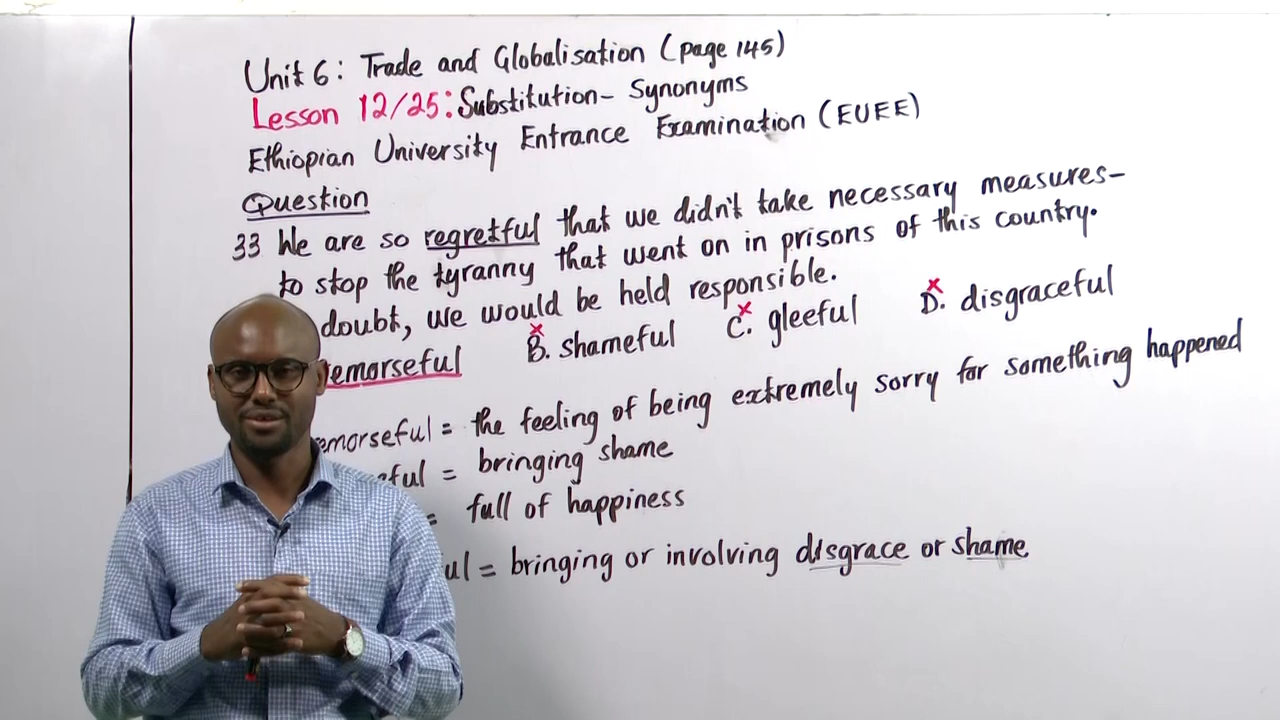 Unit 6: Trade and Globalisation (page 145)
Lesson 12/25: Substitution- Synonyms
Ethiopian University Entrance Examination (EUEE)
Question
33 We are so regretful that we didn't take necessary measures-
to stop the tyranny that went on in prisons of this country.
doubt, we would be held responsible.
emorseful B. shameful C. gleeful D. disgraceful
emorseful = the feeling of being extremely sorry for something happened
eful = bringing shame
= full of happiness
ul = bringing or involving disgrace or shame